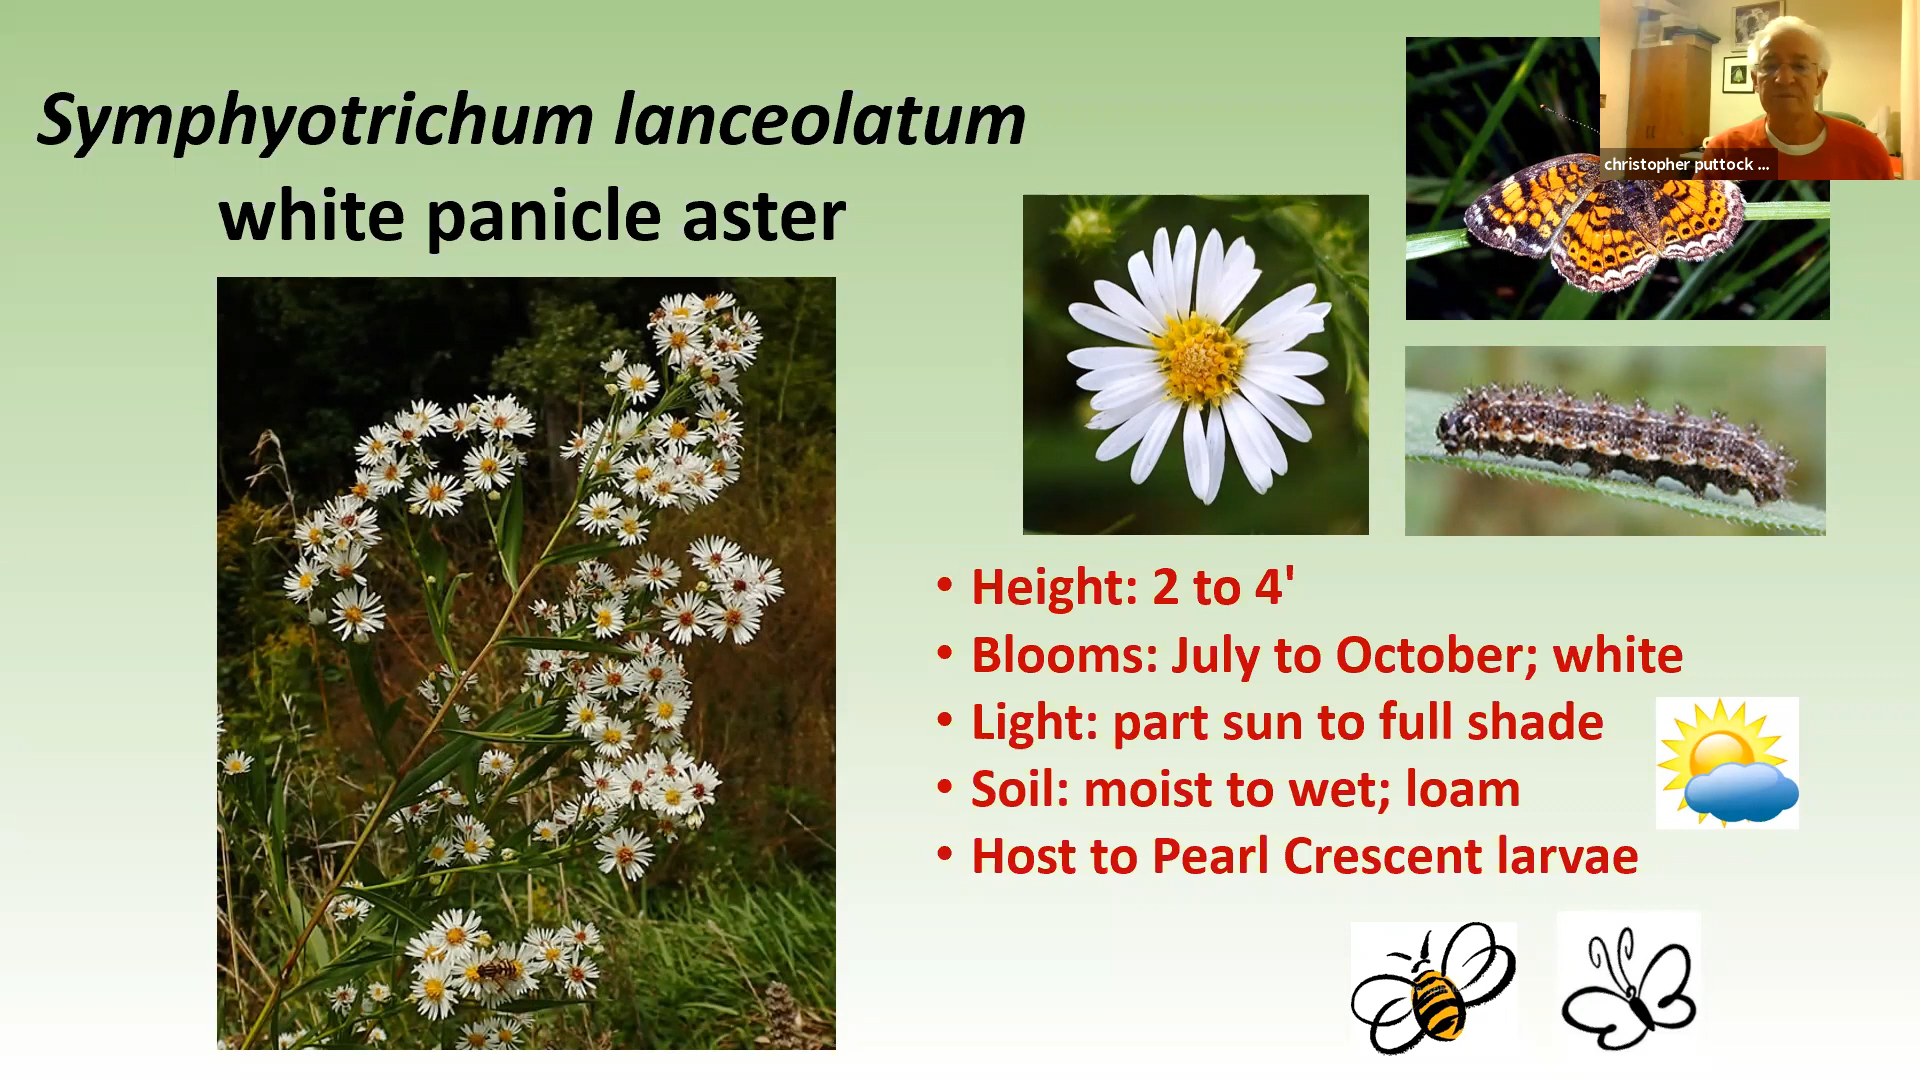 Symphyotrichum lanceolatum
white panicle aster
christopher puttock ...
• Height: 2 to 4'
• Blooms: July to October; white
• Light: part sun to full shade
• Soil: moist to wet; loam
• Host to Pearl Crescent larvae